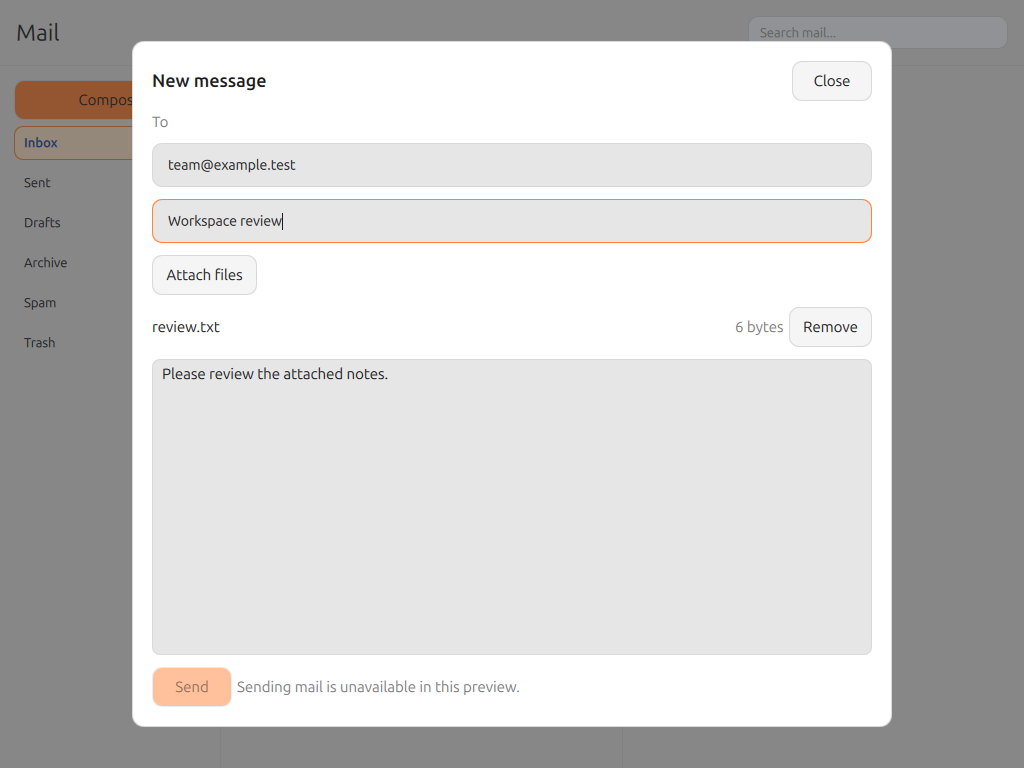 Mail
Search mail...
Compos
Inbox
Sent
Drafts
Archive
Spam
Trash
New message
Close
To
team@example.test
Workspace review
Attach files
review.txt
6 bytes
Remove
Please review the attached notes.
Send
Sending mail is unavailable in this preview.